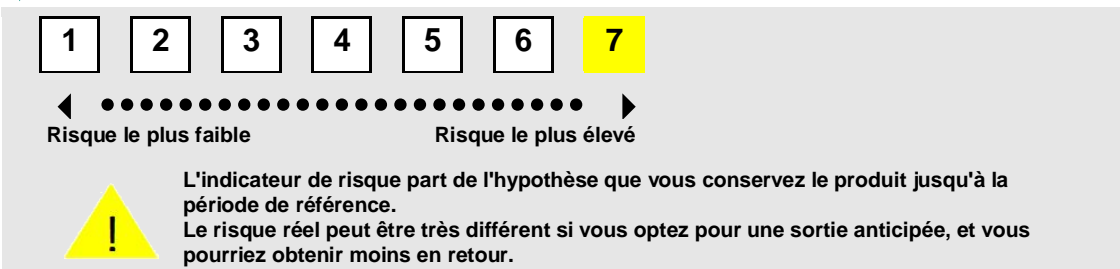 1 2 3 4 5 6 7
Risque le plus faible Risque le plus élevé
L'indicateur de risque part de l'hypothèse que vous conservez le produit jusqu'à la
période de référence.
Le risque réel peut être très différent si vous optez pour une sortie anticipée, et vous
pourriez obtenir moins en retour.
!